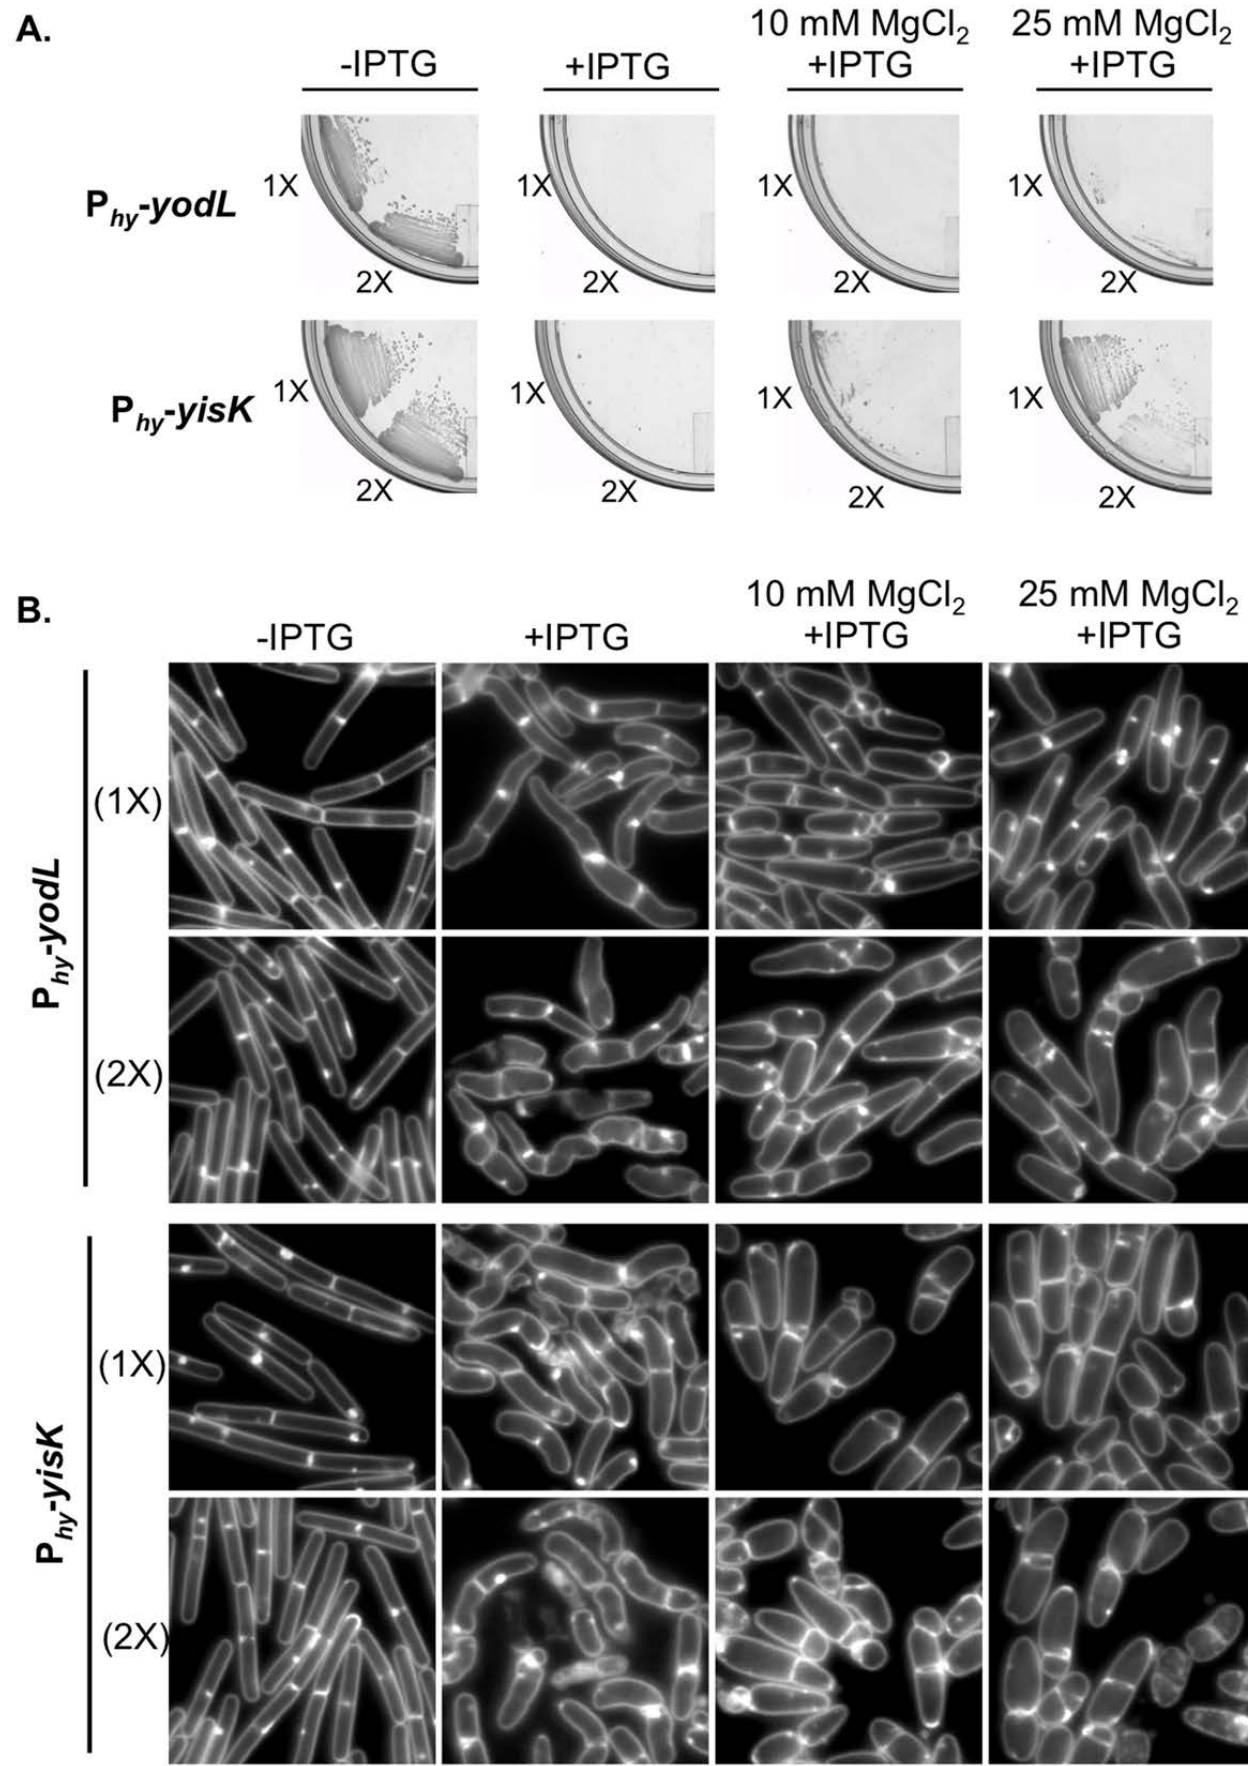 A.
-IPTG
+IPTG
10 mM MgCl2
+IPTG
25 mM MgCl2
+IPTG
Phy-yodL
1X
2X
1X
2X
1X
2X
1X
2X
Phy-yisK
1X
2X
1X
2X
1X
2X
1X
2X
B.
-IPTG
+IPTG
10 mM MgCl2
+IPTG
25 mM MgCl2
+IPTG
Phy-yodL
(1X)
(2X)
Phy-yisK
(1X)
(2X)